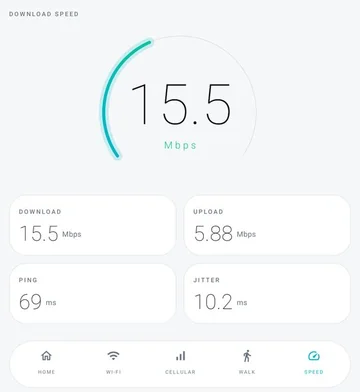 DOWNLOAD SPEED
15.5
Mbps
DOWNLOAD
15.5 Mbps
UPLOAD
5.88 Mbps
PING
69 ms
JITTER
10.2 ms
HOME
WI-FI
CELLULAR
WALK
SPEED